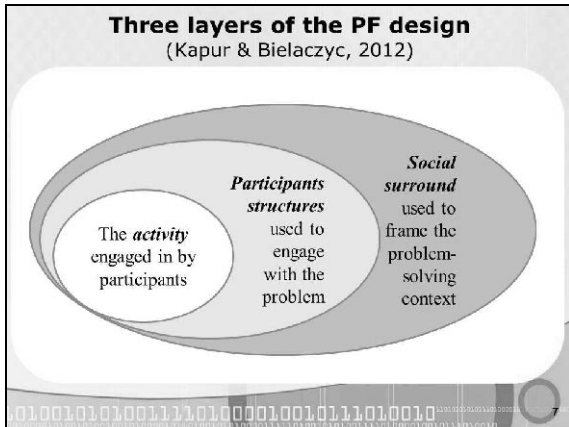 Three layers of the PF design
(Kapur & Bielaczyc, 2012)
The activity
engaged in by
participants
Participants
structures
used to
engage
with the
problem
Social
surround
used to
frame the
problem-
solving
context
7